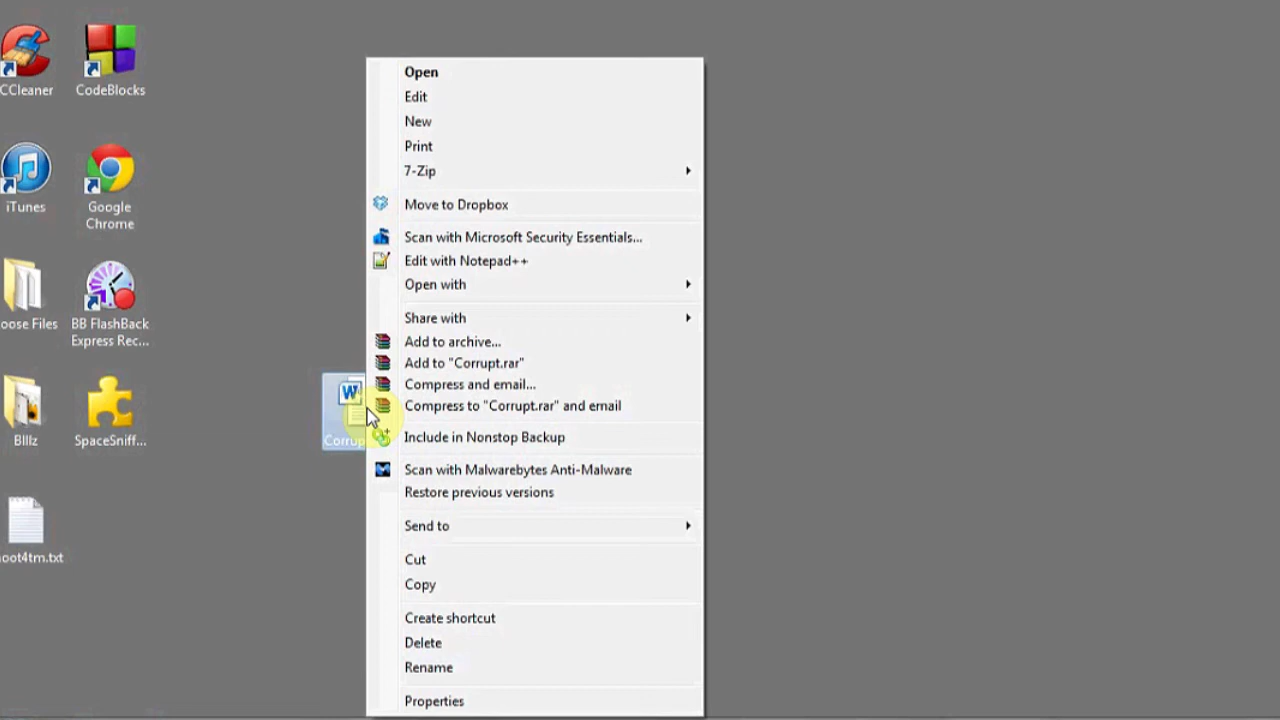 CCleaner
CodeBlocks
iTunes
Google
Chrome
oose Files
BB FlashBack
Express Rec...
BIllz
SpaceSniff...
noot4tm.txt
W
Corrup
Open
Edit
New
Print
7-Zip
Move to Dropbox
Scan with Microsoft Security Essentials...
Edit with Notepad++
Open with
Share with
Add to archive...
Add to "Corrupt.rar"
Compress and email...
Compress to "Corrupt.rar" and email
Include in Nonstop Backup
Scan with Malwarebytes Anti-Malware
Restore previous versions
Send to
Cut
Copy
Create shortcut
Delete
Rename
Properties